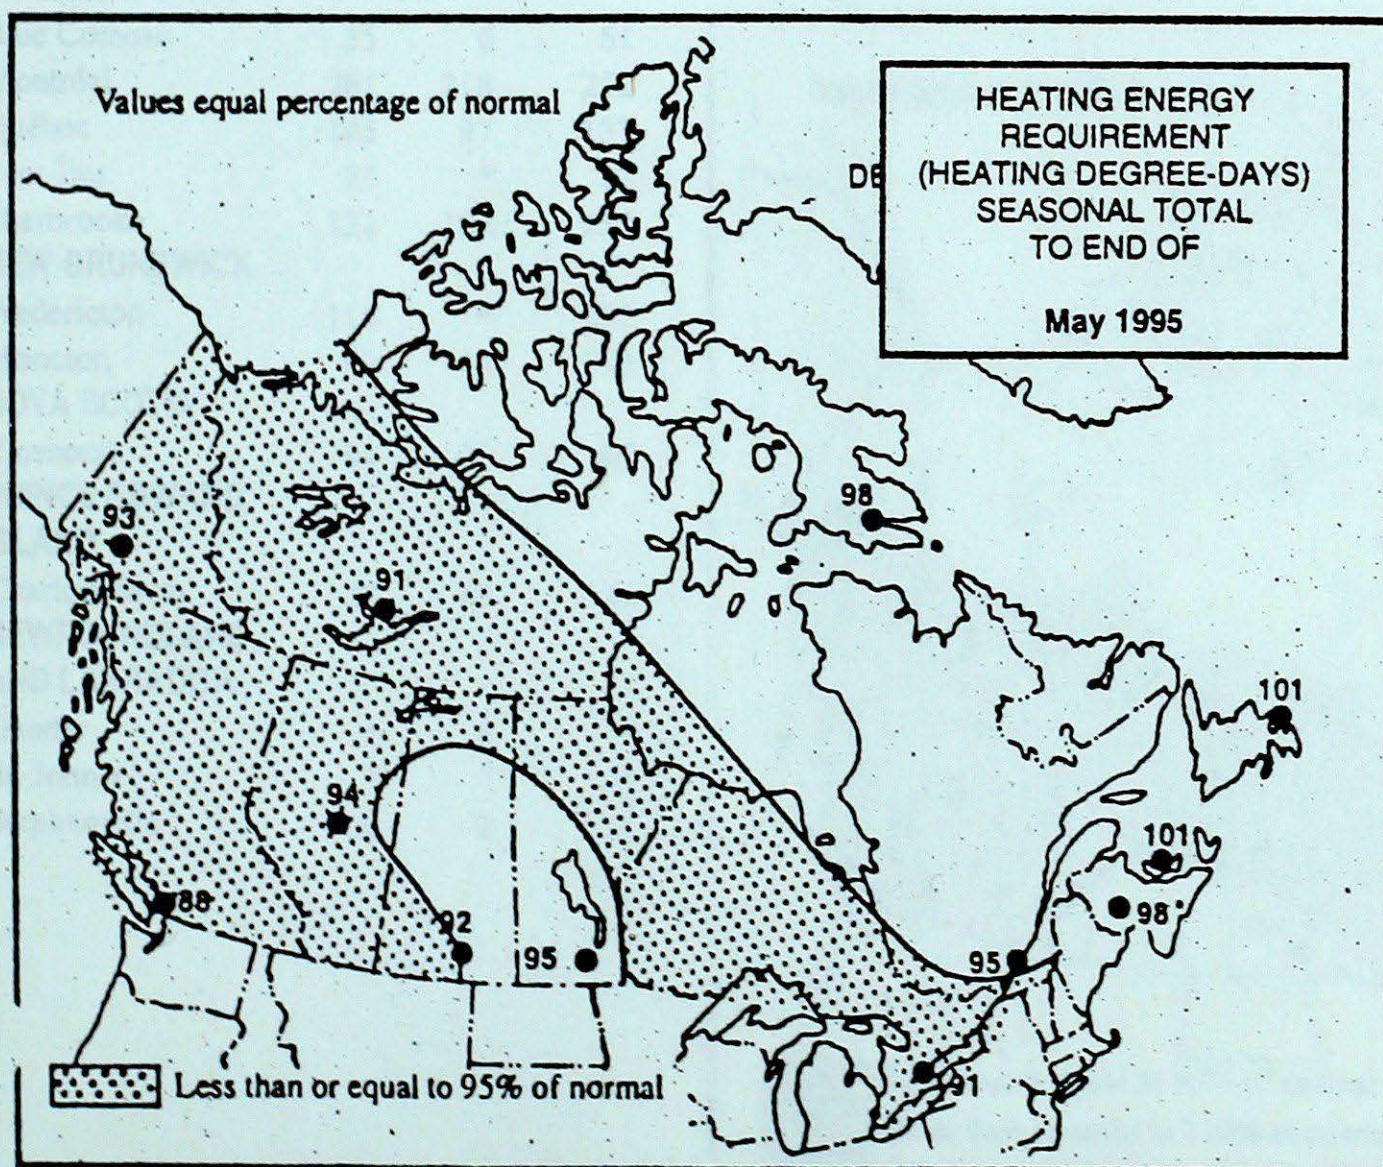 Values equal percentage of normal
HEATING ENERGY
REQUIREMENT
(HEATING DEGREE-DAYS)
SEASONAL TOTAL
TO END OF
May 1995
DE
98
93
91
101
94
101
88
92
98
95
95
91
Less than or equal to 95% of normal